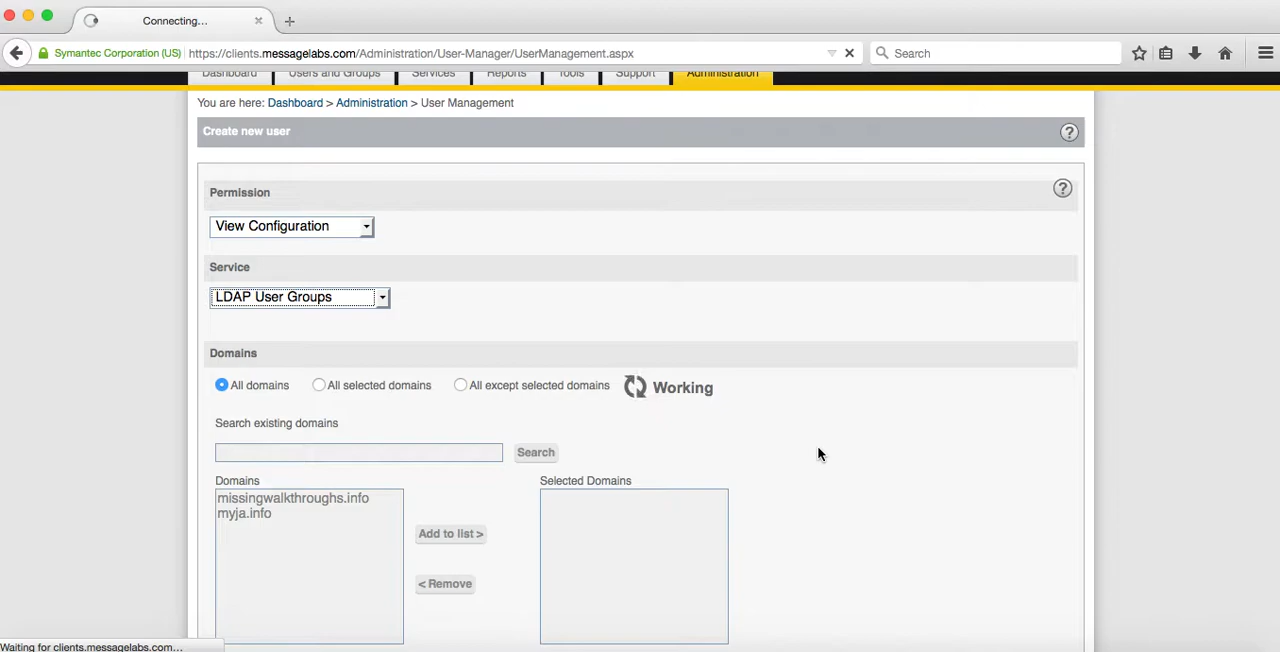 Connecting...
Symantec Corporation (US)
https://clients.messagelabs.com/Administration/User-Manager/UserManagement.aspx
Search
Dashboard
Users and Groups
Services
Reports
Tools
Support
Administration
You are here: Dashboard > Administration > User Management
Create new user
?
Permission
?
View Configuration
Service
LDAP User Groups
Domains
All domains
All selected domains
All except selected domains
Working
Search existing domains
Search
Domains
Selected Domains
missingwalkthroughs.info
myja.info
Add to list >
< Remove
Waiting for clients.messagelabs.com...